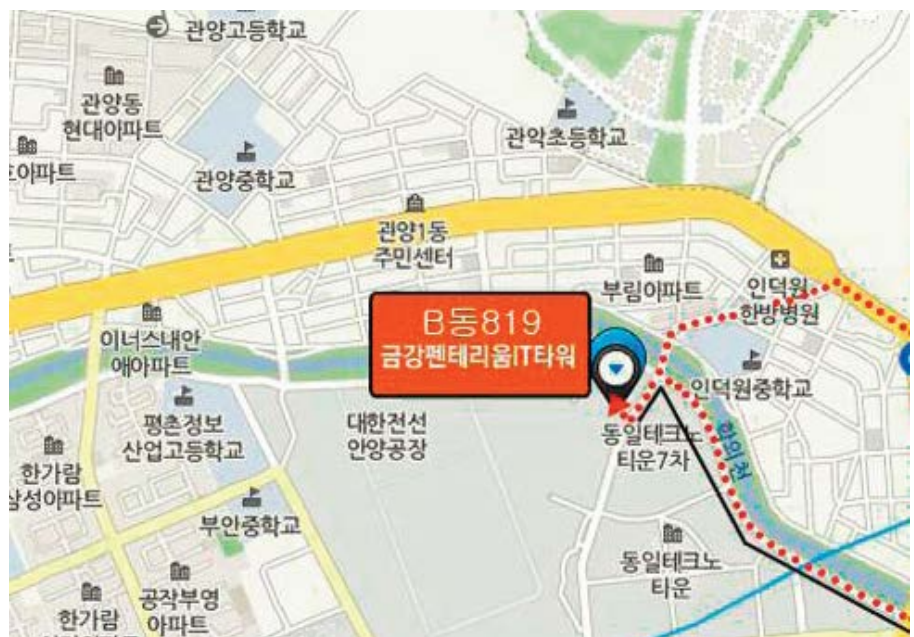 관양고등학교
관양동
현대아파트
아파트
관양중학교
관악초등학교
관양1동
주민센터
부림아파트
인덕원
한방병원
B동819
금강펜테리움IT타워
이너스내안
애아파트
인덕원중학교
평촌정보
산업고등학교
대한전선
안양공장
동일테크노
타운7차
학의천
한가람
삼성아파트
부안중학교
동일테크노
타운
한가람
공작부영
아파트